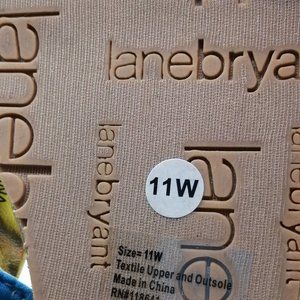 lanebryan
lanebryant
11W
Size= 11W
Textile Upper and Outsole
Made in China